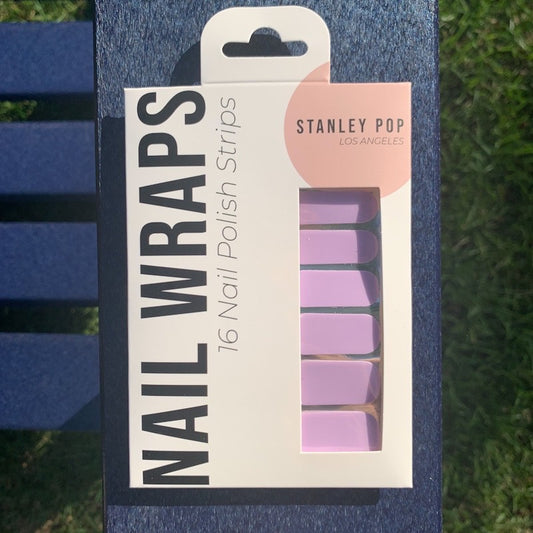 NAIL WRAPS
16 Nail Polish Strips
STANLEY POP
LOS ANGELES